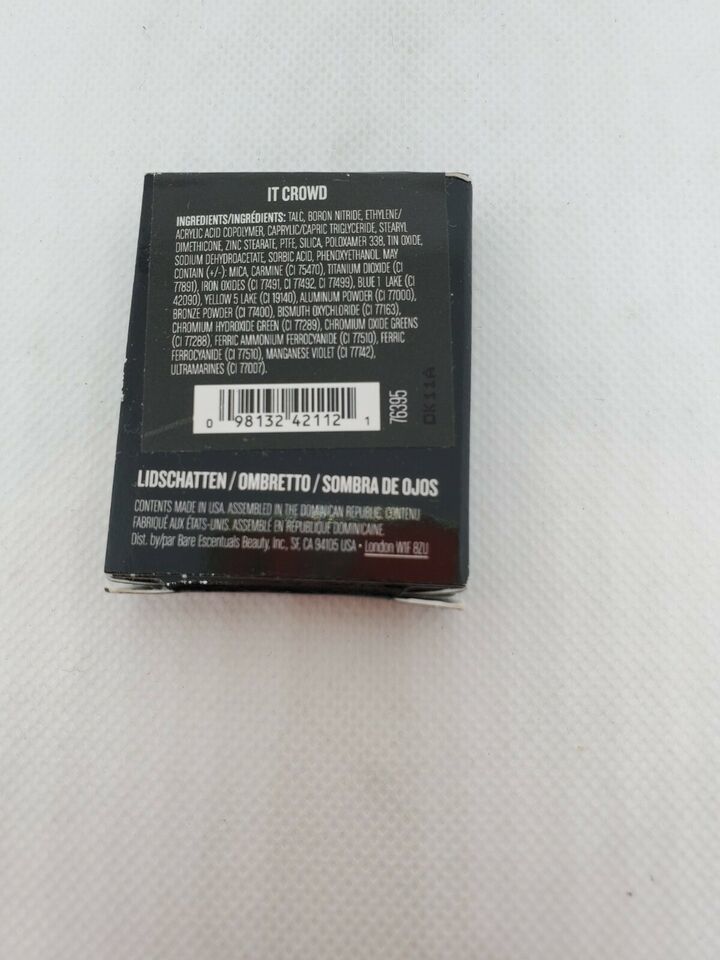 IT CROWD
INGREDIENTS/INGRÉDIENTS: TALC, BORON NITRIDE, ETHYLENE/
ACRYLIC ACID COPOLYMER, CAPRYLIC/CAPRIC TRIGLYCERIDE, STEARYL
DIMETHICONE, ZINC STEARATE, PTFE, SILICA, POLOXAMER 338, TIN OXIDE,
SODIUM DEHYDROACETATE, SORBIC ACID, PHENOXYETHANOL. MAY
CONTAIN (+/-): MICA, CARMINE (CI 75470), TITANIUM DIOXIDE (CI
77891), IRON OXIDES (CI 77491, CI 77492, CI 77499), BLUE 1 LAKE (CI
42090), YELLOW 5 LAKE (CI 19140), ALUMINUM POWDER (CI 77000),
BRONZE POWDER (CI 77400), BISMUTH OXYCHLORIDE (CI 77163),
CHROMIUM HYDROXIDE GREEN (CI 77289), CHROMIUM OXIDE GREENS
(CI 77288), FERRIC AMMONIUM FERROCYANIDE (CI 77510), FERRIC
FERROCYANIDE (CI 77510), MANGANESE VIOLET (CI 77742),
ULTRAMARINES (CI 77007).
0 98132 42112 1
76395
DK11A
LIDSCHATTEN / OMBRETTO / SOMBRA DE OJOS
CONTENTS MADE IN USA. ASSEMBLED IN THE DOMINICAN REPUBLIC. CONTENU
FABRIQUÉ AUX ÉTATS-UNIS. ASSEMBLÉ EN RÉPUBLIQUE DOMINICAINE.
Dist. by/par Bare Escentuals Beauty, Inc., SF, CA 94105 USA • London W1F 8ZU